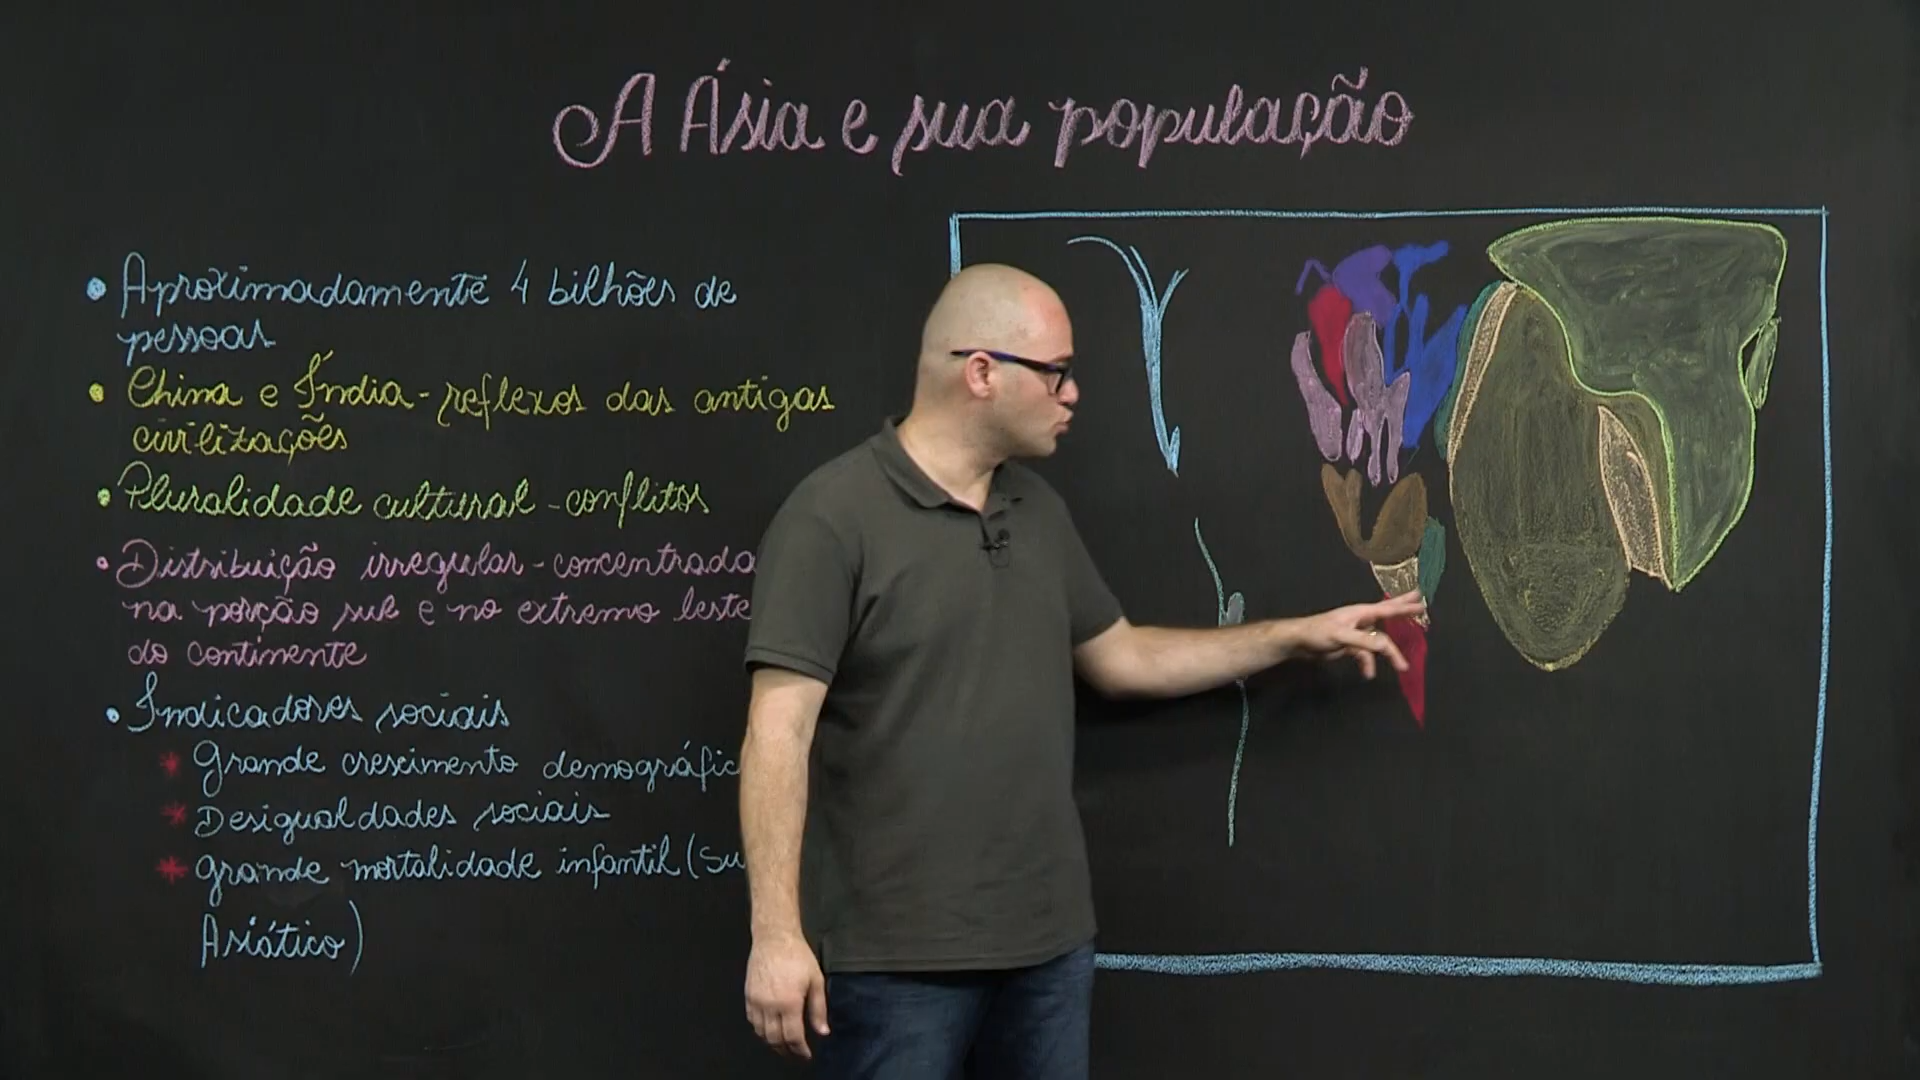 A Ásia e sua população
• Aproximadamente 4 bilhões de
pessoas
• China e Índia - reflexos das antigas
civilizações
• Pluralidade cultural - conflitos
• Distribuição irregular - concentrada
na porção sul e no extremo leste
do continente
• Indicadores sociais
* Grande crescimento demográfic
* Desigualdades sociais
* Grande mortalidade infantil (Su
Asiático)